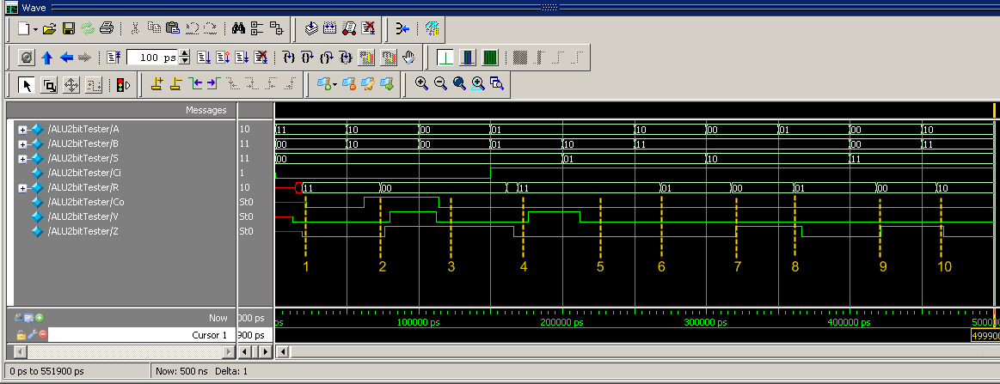 Wave
100 ps
Messages
/ALU2bitTester/A 10 11 10 00 01 10 00 01 00 10
/ALU2bitTester/B 11 00 10 00 01 10 11 00 11
/ALU2bitTester/S 11 00 01 10 11
/ALU2bitTester/Ci 1
/ALU2bitTester/R 10 11 00 11 01 00 01 00 10
/ALU2bitTester/Co St0
/ALU2bitTester/V St0
/ALU2bitTester/Z St0
1 2 3 4 5 6 7 8 9 10
Now 000 ps ps 100000 ps 200000 ps 300000 ps 400000 ps 50000
Cursor 1 900 ps 499900
0 ps to 551900 ps Now: 500 ns Delta: 1